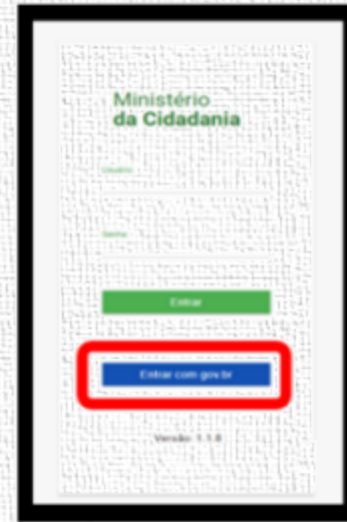 Ministério
da Cidadania
Usuário
Senha
Entrar
Entrar com gov.br
Versão: 1.1.8